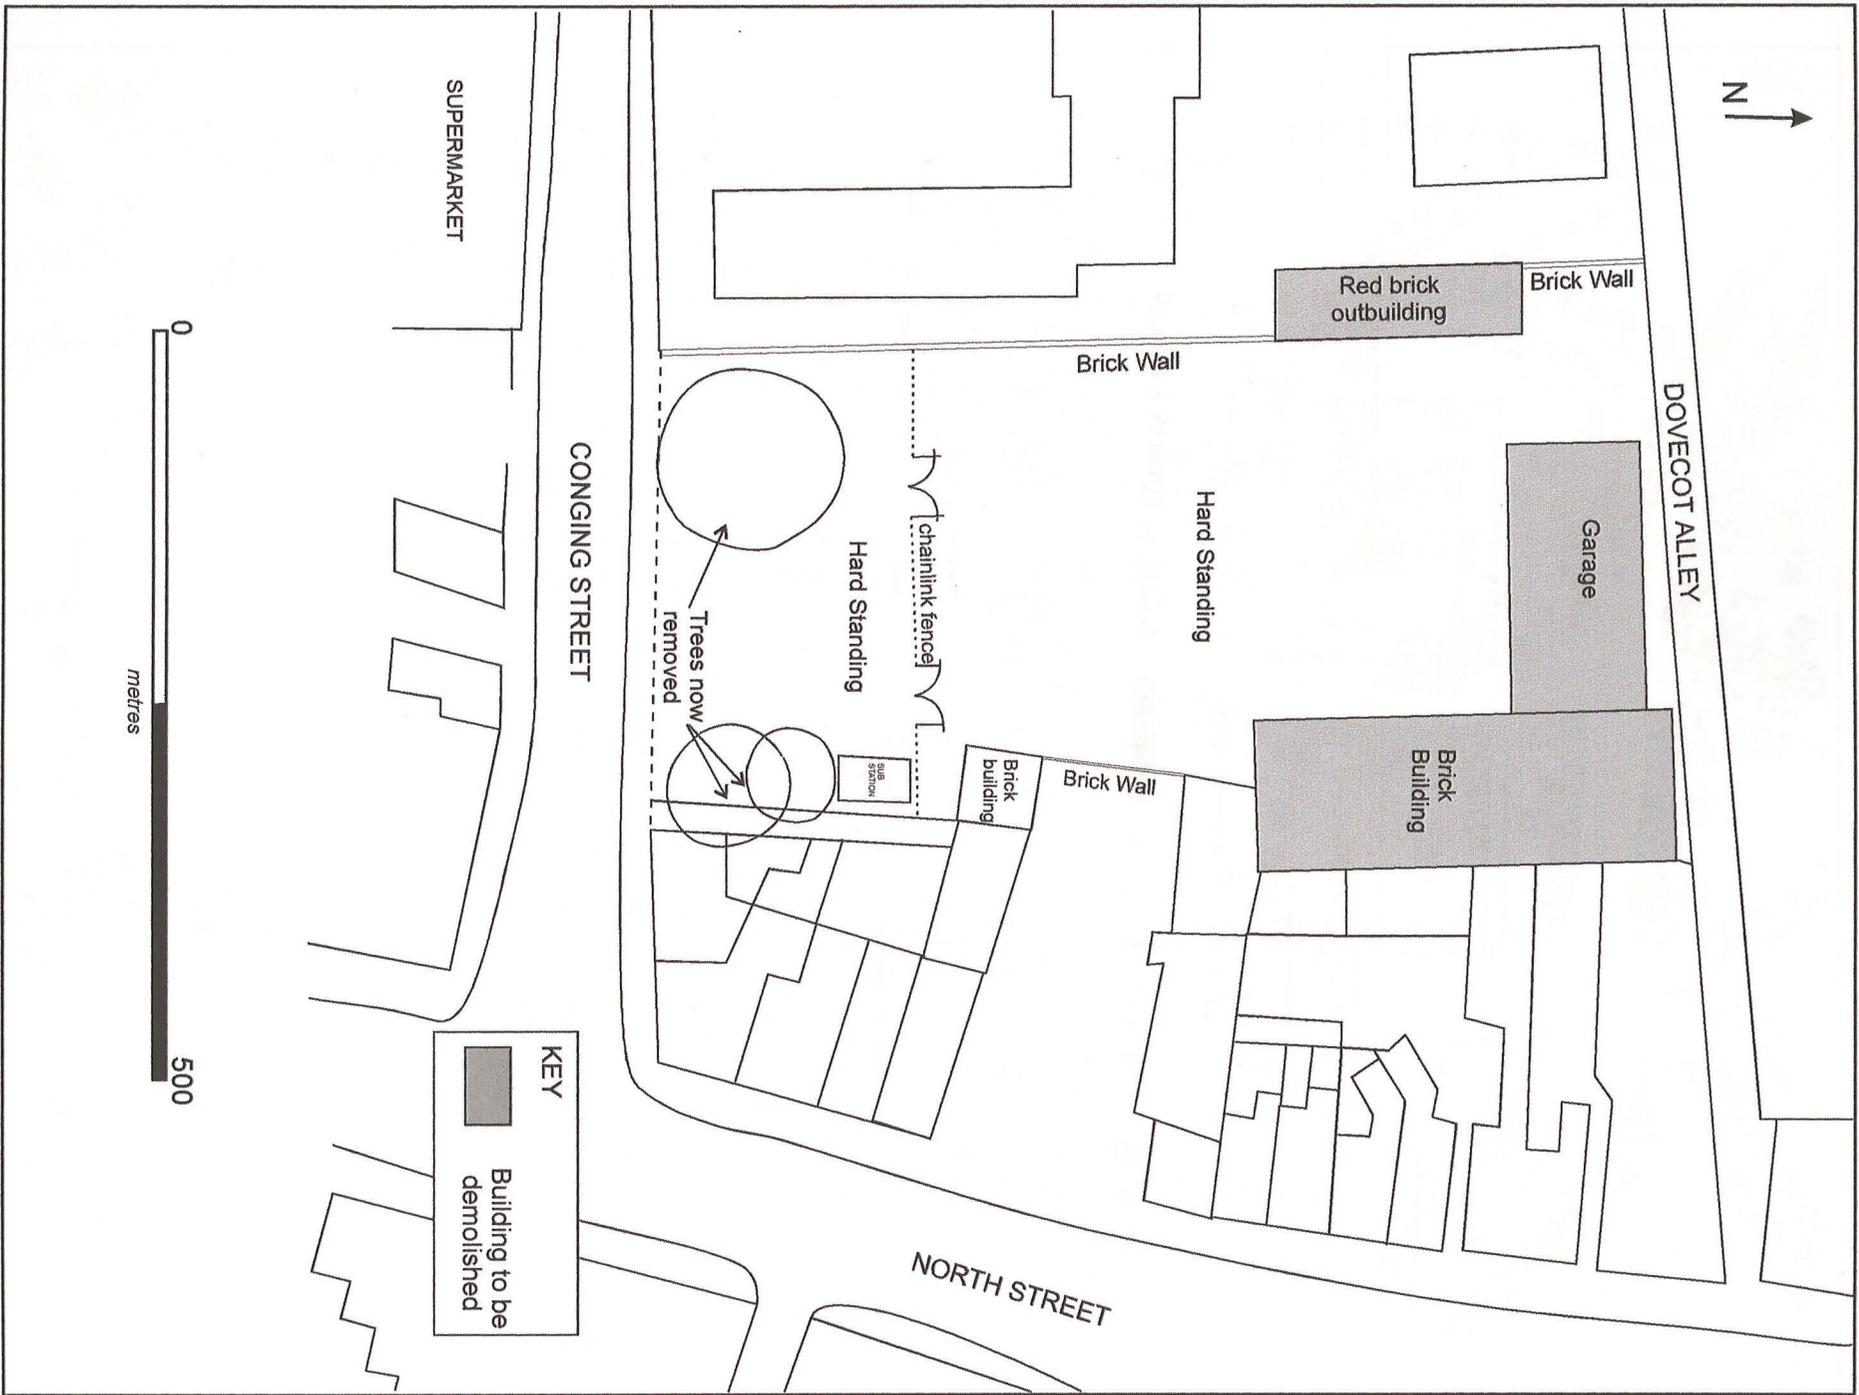 N
DOVECOT ALLEY
Brick Wall
Red brick
outbuilding
Garage
Brick
Building
Hard Standing
Brick Wall
Brick Wall
Brick
building
chainlink fence
Hard Standing
SUB
STATION
Trees now
removed
CONGING STREET
NORTH STREET
SUPERMARKET
KEY
Building to be
demolished
0
500
metres